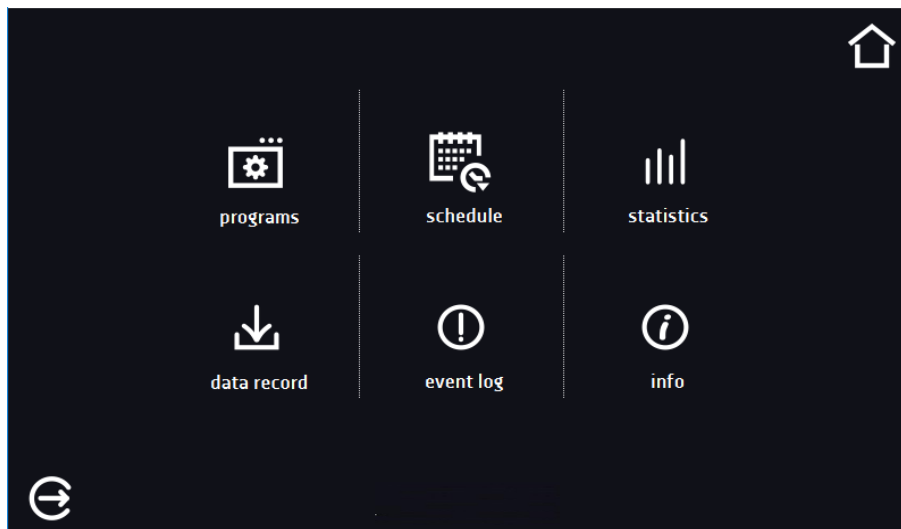 programs
schedule
statistics
data record
event log
info